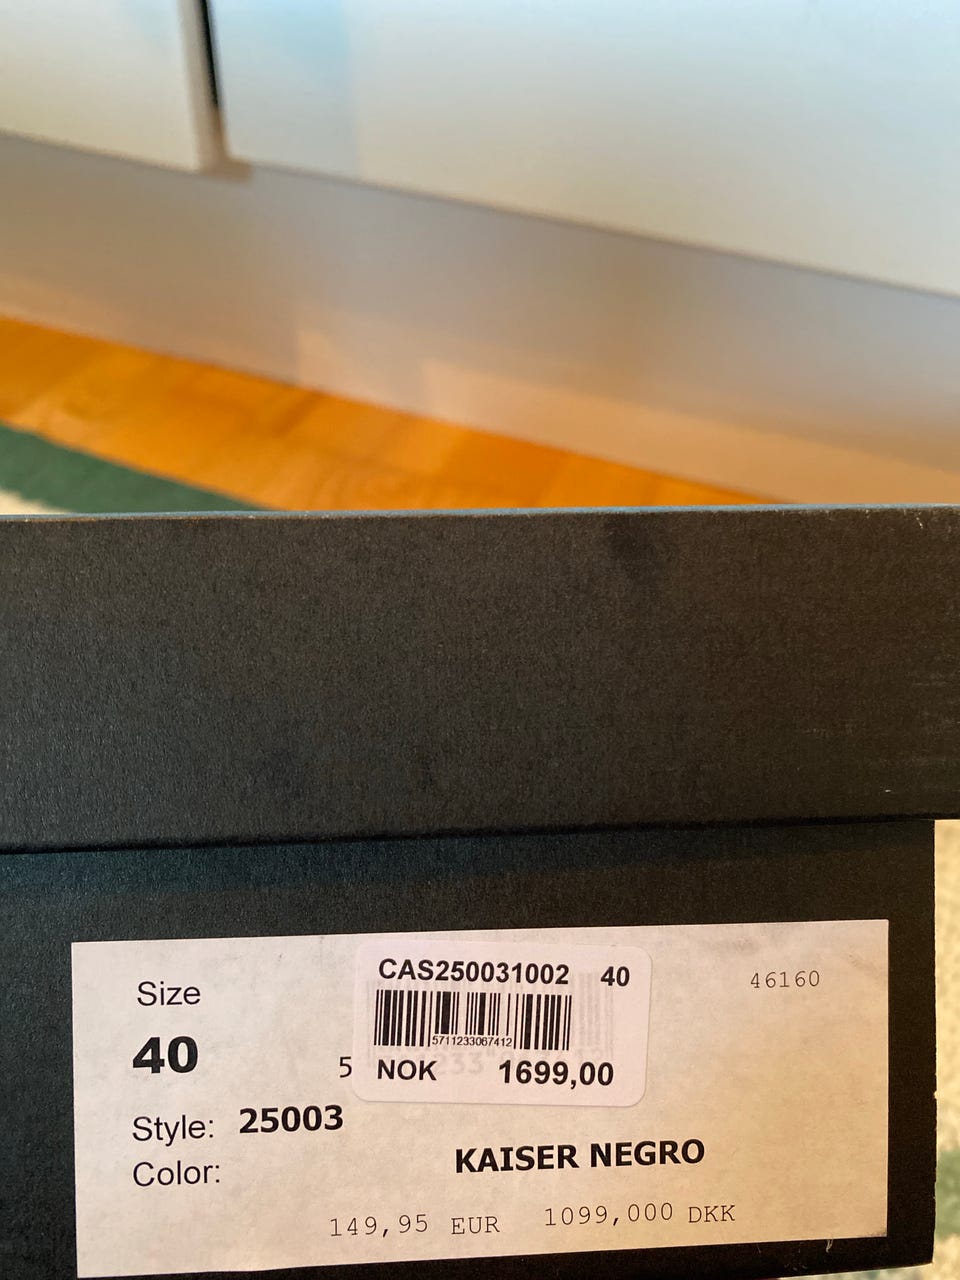 CAS250031002 40
46160
Size
5711233067412
40
5
NOK 1699,00
Style: 25003
Color:
KAISER NEGRO
149,95 EUR 1099,000 DKK